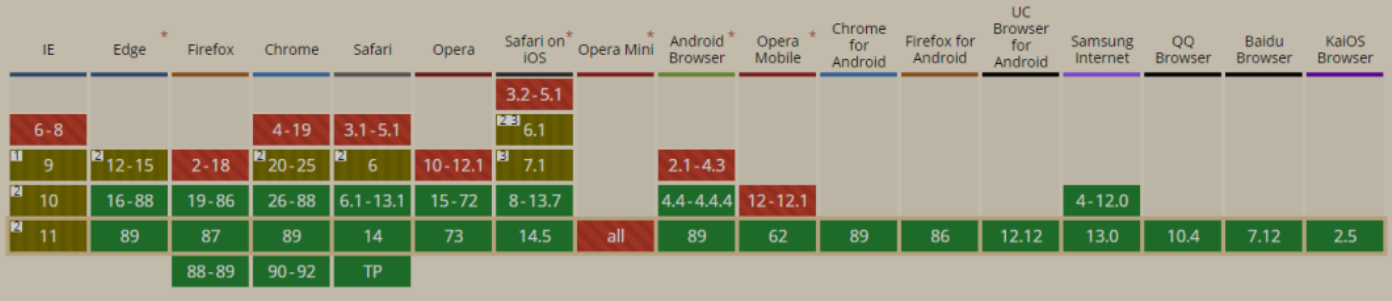 IE Edge * Firefox Chrome Safari Opera Safari on iOS * Opera Mini * Android Browser * Opera Mobile * Chrome for Android Firefox for Android UC Browser for Android Samsung Internet QQ Browser Baidu Browser KaiOS Browser
3.2-5.1
6-8 4-19 3.1-5.1 2 3 6.1
1 9 2 12-15 2-18 2 20-25 2 6 10-12.1 3 7.1 2.1-4.3
2 10 16-88 19-86 26-88 6.1-13.1 15-72 8-13.7 4.4-4.4.4 12-12.1 4-12.0
2 11 89 87 89 14 73 14.5 all 89 62 89 86 12.12 13.0 10.4 7.12 2.5
88-89 90-92 TP